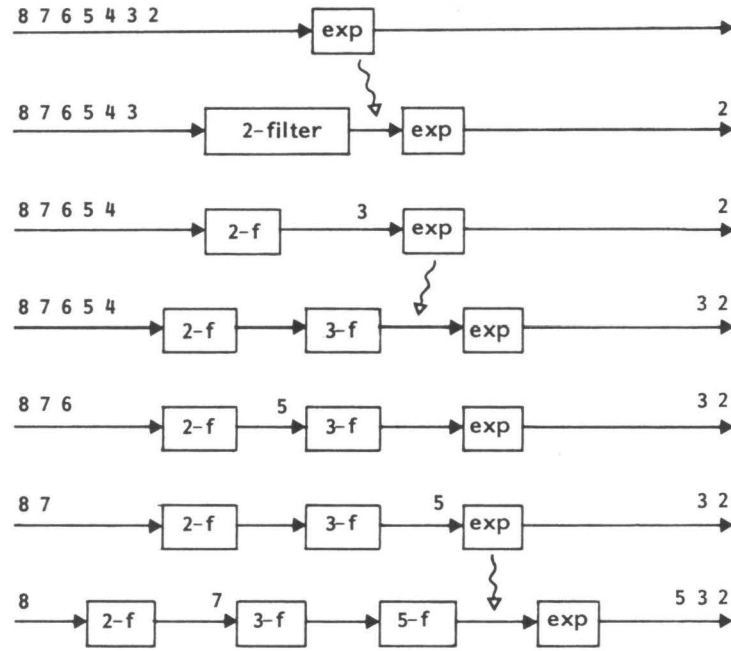 8 7 6 5 4 3 2 exp
8 7 6 5 4 3 2-filter exp 2
8 7 6 5 4 2-f 3 exp 2
8 7 6 5 4 2-f 3-f exp 3 2
8 7 6 2-f 5 3-f exp 3 2
8 7 2-f 3-f 5 exp 3 2
8 2-f 7 3-f 5-f exp 5 3 2